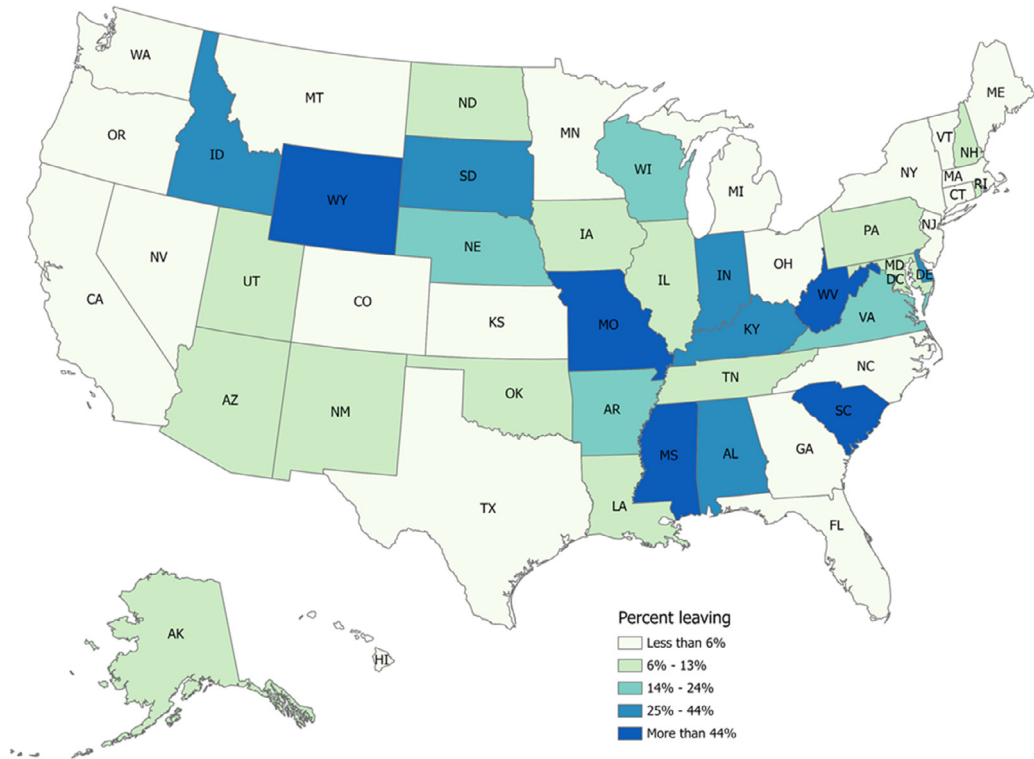 WA
MT
ND
MN
ME
OR
ID
SD
WI
VT
NH
WY
MI
NY
MA
RI
CT
NE
IA
PA
NJ
NV
UT
IL
IN
OH
MD
DC
DE
CA
CO
KS
MO
WV
VA
KY
AZ
NM
OK
AR
TN
NC
MS
AL
GA
SC
TX
LA
FL
AK
HI
Percent leaving
Less than 6%
6% - 13%
14% - 24%
25% - 44%
More than 44%